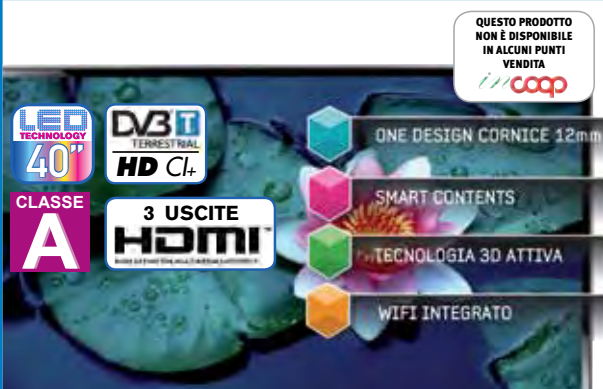 QUESTO PRODOTTO
NON È DISPONIBILE
IN ALCUNI PUNTI
VENDITA
incoop
LED
TECHNOLOGY
40”
DVB T
TERRESTRIAL
HD CI+
CLASSE
A
3 USCITE
HDMI™
ONE DESIGN CORNICE 12mm
SMART CONTENTS
TECNOLOGIA 3D ATTIVA
WIFI INTEGRATO